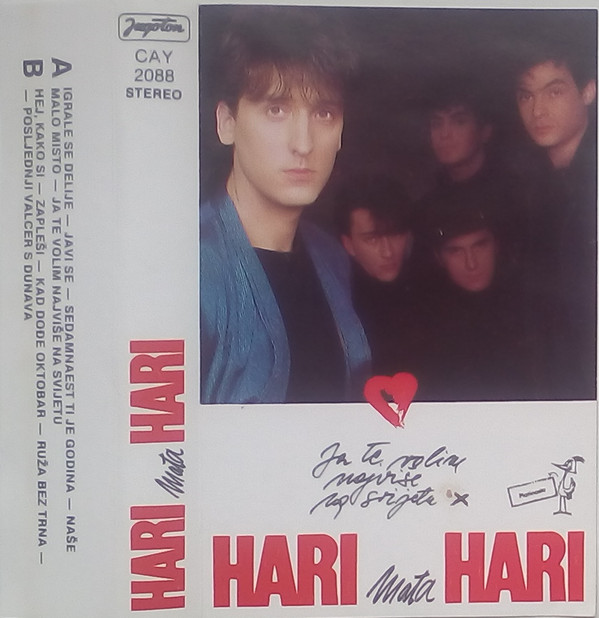 Jugoton
CAY
2088
STEREO
A IGRALE SE DELIJE — JAVI SE — SEDAMNAEST TI JE GODINA — NAŠE
MALO MISTO — JA TE VOLIM NAJVIŠE NA SVIJETU
B HEJ, KAKO SI — ZAPLEŠI — KAD DOĐE OKTOBAR — RUŽA BEZ TRNA —
— POSLJEDNJI VALCER S DUNAVA
HARI Mata HARI
Ja te volim
najviše
na svijetu
HARI Mata HARI